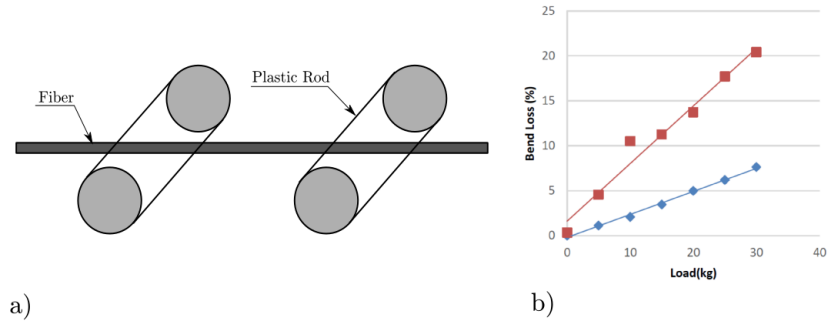 Plastic Rod
Fiber
a)
25
20
15
10
5
0
Bend Loss (%)
0 10 20 30 40
Load(kg)
b)